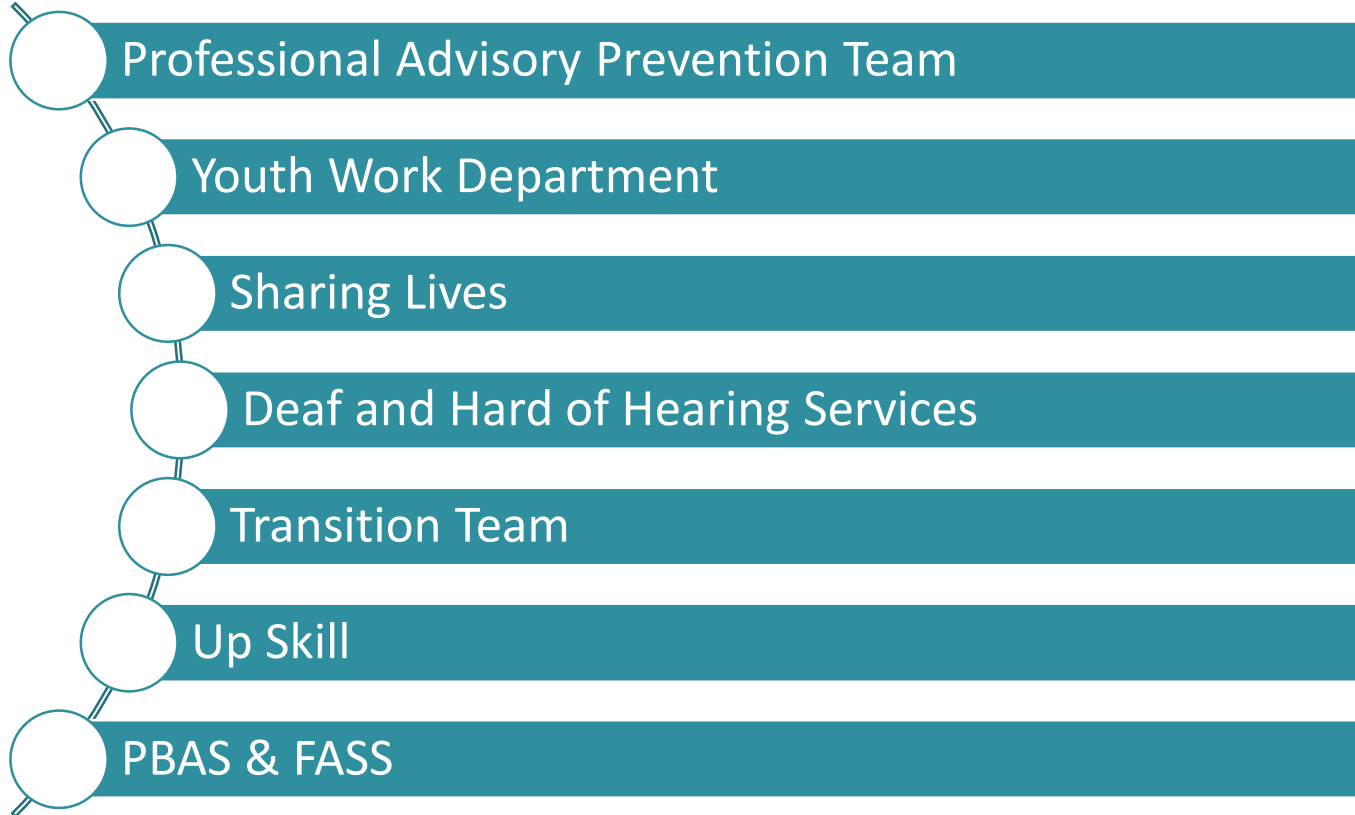 Professional Advisory Prevention Team
Youth Work Department
Sharing Lives
Deaf and Hard of Hearing Services
Transition Team
Up Skill
PBAS & FASS